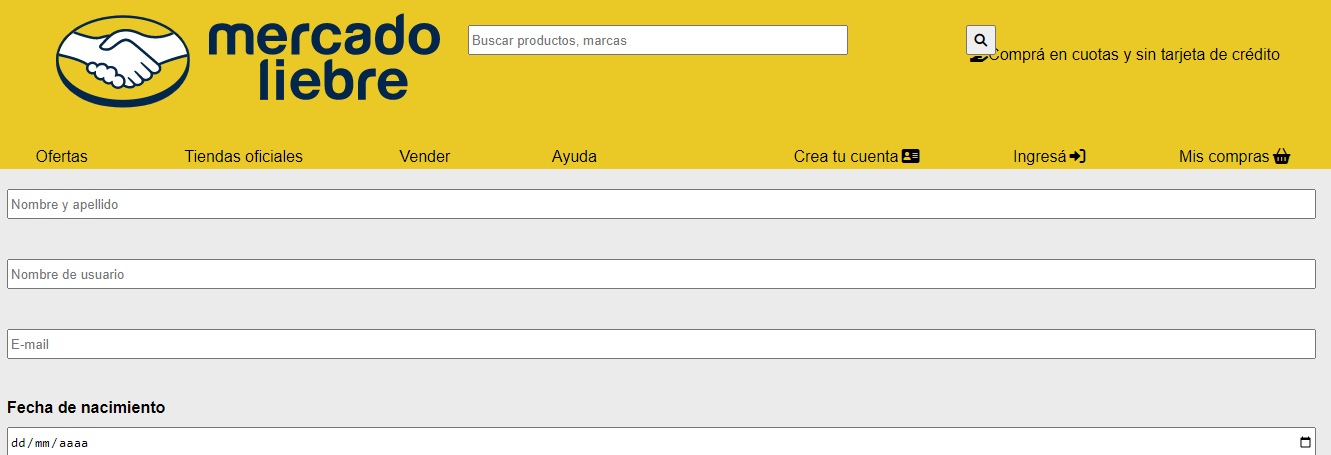 mercado
liebre
Buscar productos, marcas
Comprá en cuotas y sin tarjeta de crédito
Ofertas Tiendas oficiales Vender Ayuda Crea tu cuenta Ingresá Mis compras
Nombre y apellido
Nombre de usuario
E-mail
Fecha de nacimiento
dd/mm/aaaa